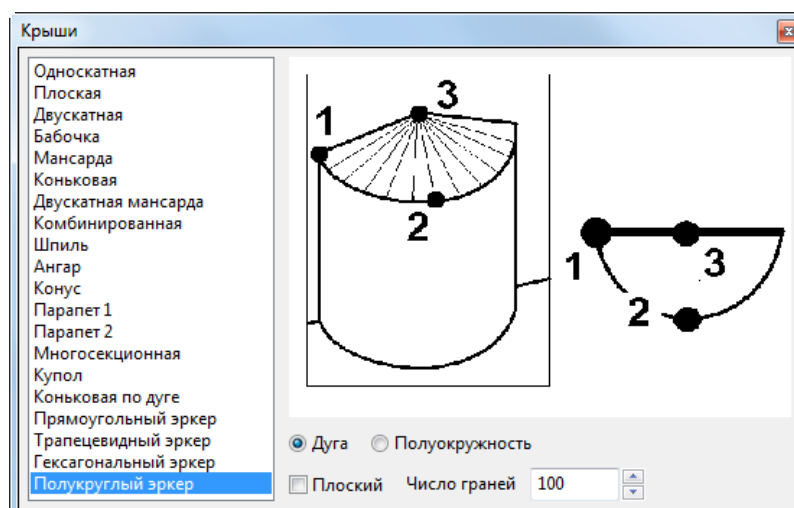 Крыши
Односкатная
Плоская
Двускатная
Бабочка
Мансарда
Коньковая
Двускатная мансарда
Комбинированная
Шпиль
Ангар
Конус
Парапет 1
Парапет 2
Многосекционная
Купол
Коньковая по дуге
Прямоугольный эркер
Трапецевидный эркер
Гексагональный эркер
Полукруглый эркер
1
3
2
1
3
2
Дуга Полуокружность
Плоский Число граней 100